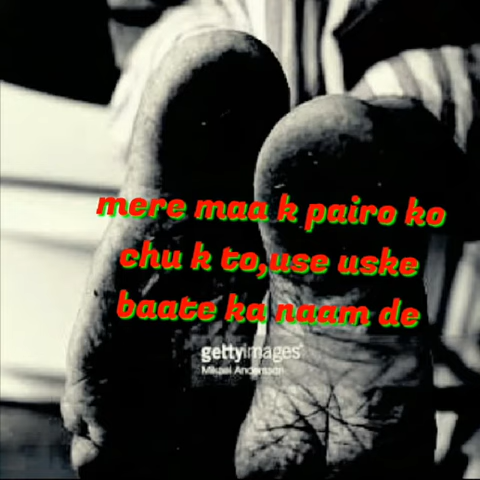 mere maa k pairo ko
chu k to,use uske
baate ka naam de
gettyimages
Mikael Andersson